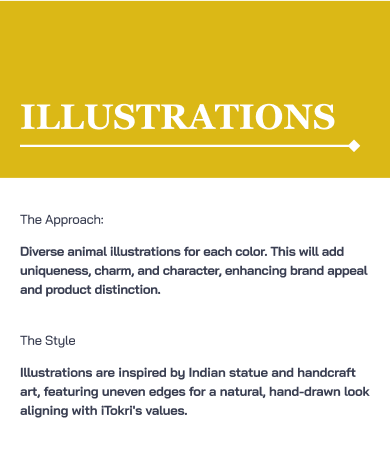 ILLUSTRATIONS
The Approach:
Diverse animal illustrations for each color. This will add
uniqueness, charm, and character, enhancing brand appeal
and product distinction.
The Style
Illustrations are inspired by Indian statue and handcraft
art, featuring uneven edges for a natural, hand-drawn look
aligning with iTokri's values.